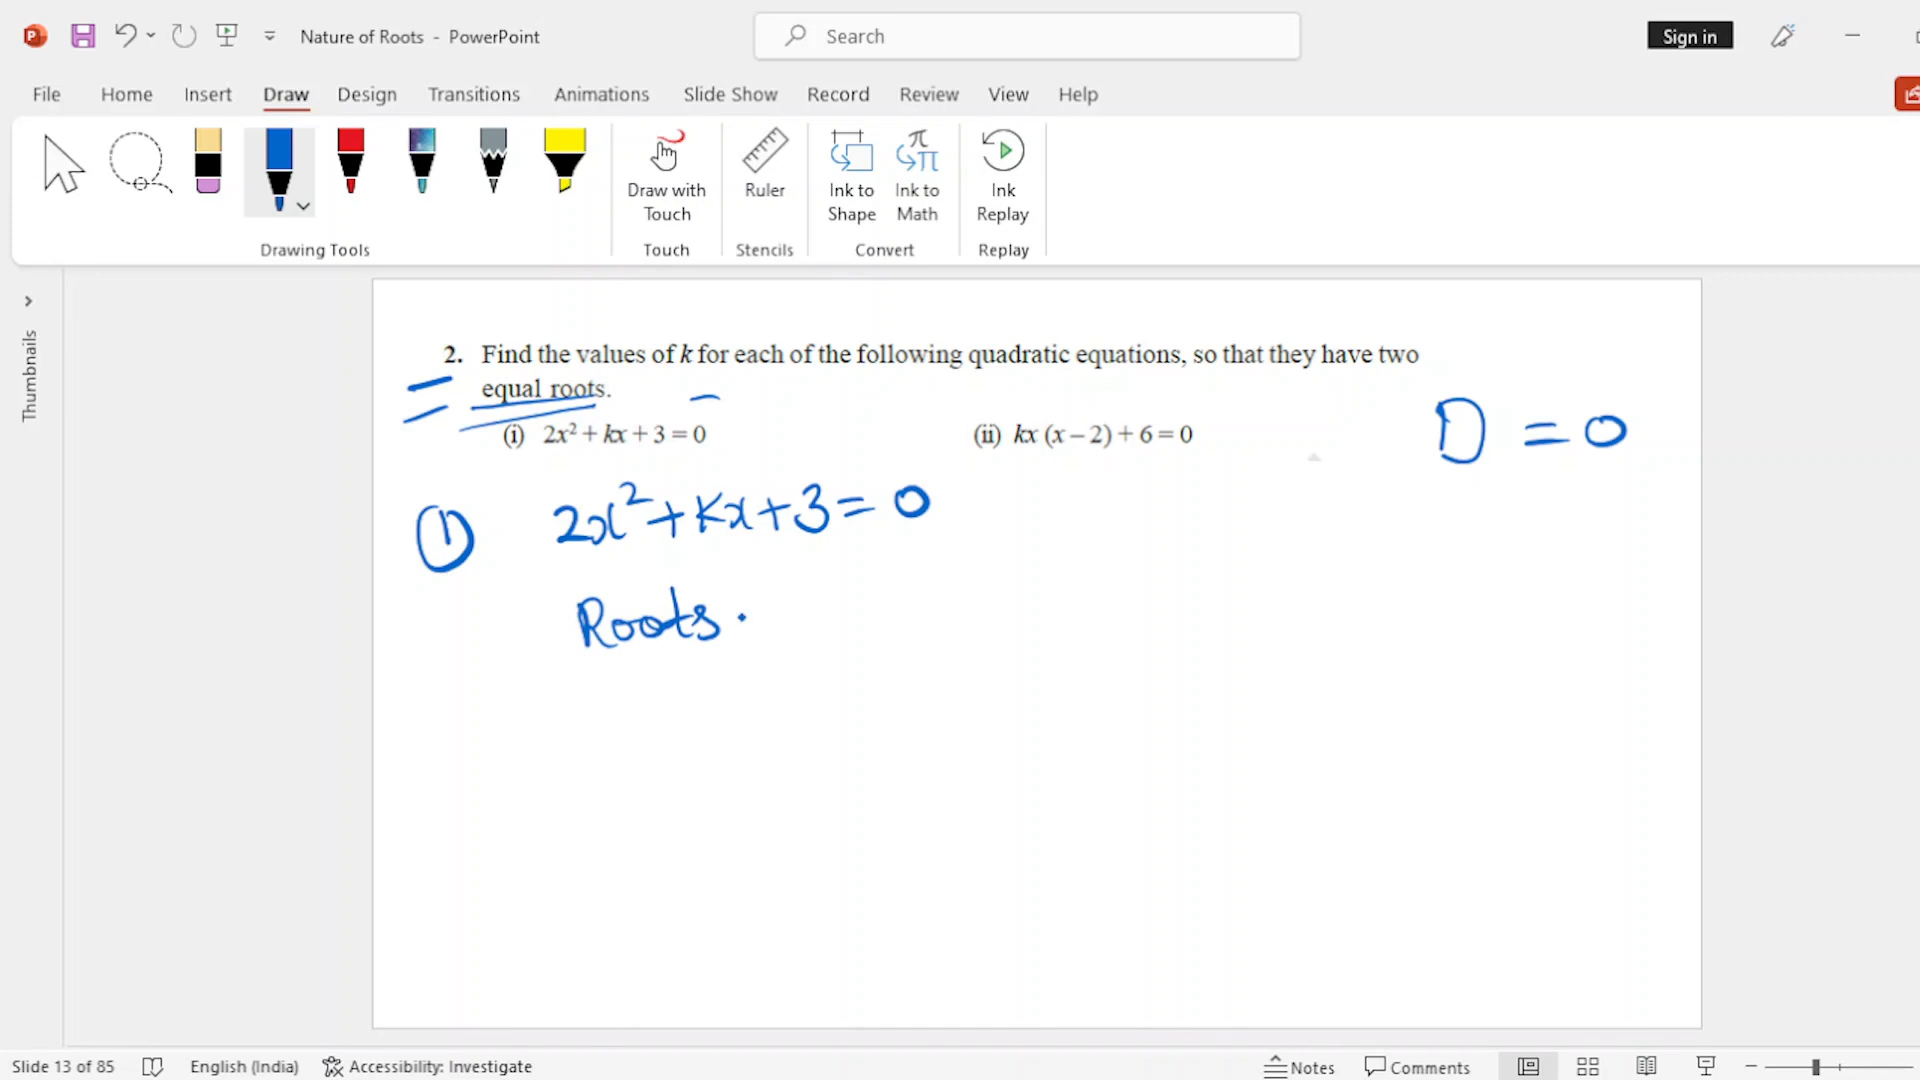 Nature of Roots - PowerPoint
Search
Sign in
File Home Insert Draw Design Transitions Animations Slide Show Record Review View Help
Draw with Touch
Ruler
Ink to Shape
Ink to Math
Ink Replay
Drawing Tools Touch Stencils Convert Replay
Thumbnails
2. Find the values of k for each of the following quadratic equations, so that they have two
equal roots.
(i) 2x² + kx + 3 = 0 (ii) kx (x – 2) + 6 = 0
D = 0
① 2x² + kx + 3 = 0
Roots
Slide 13 of 85 English (India) Accessibility: Investigate Notes Comments